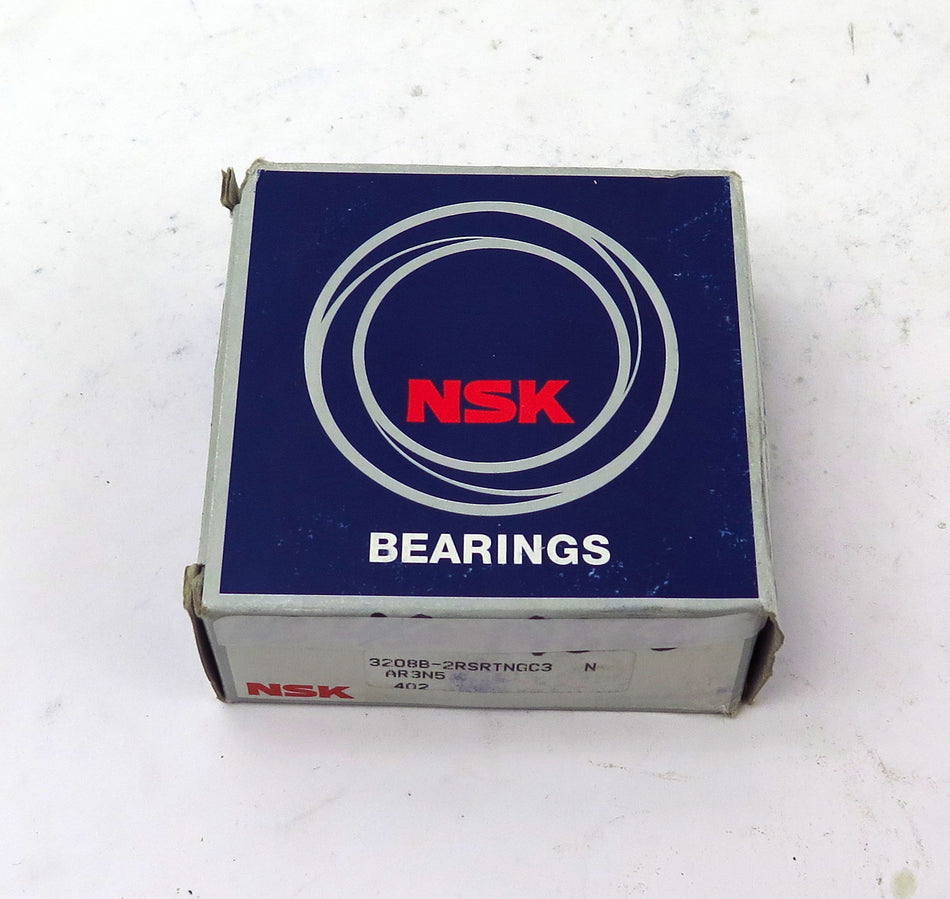 NSK
BEARINGS
3208B-2RSRTNGC3 N
AR3N5
402
NSK